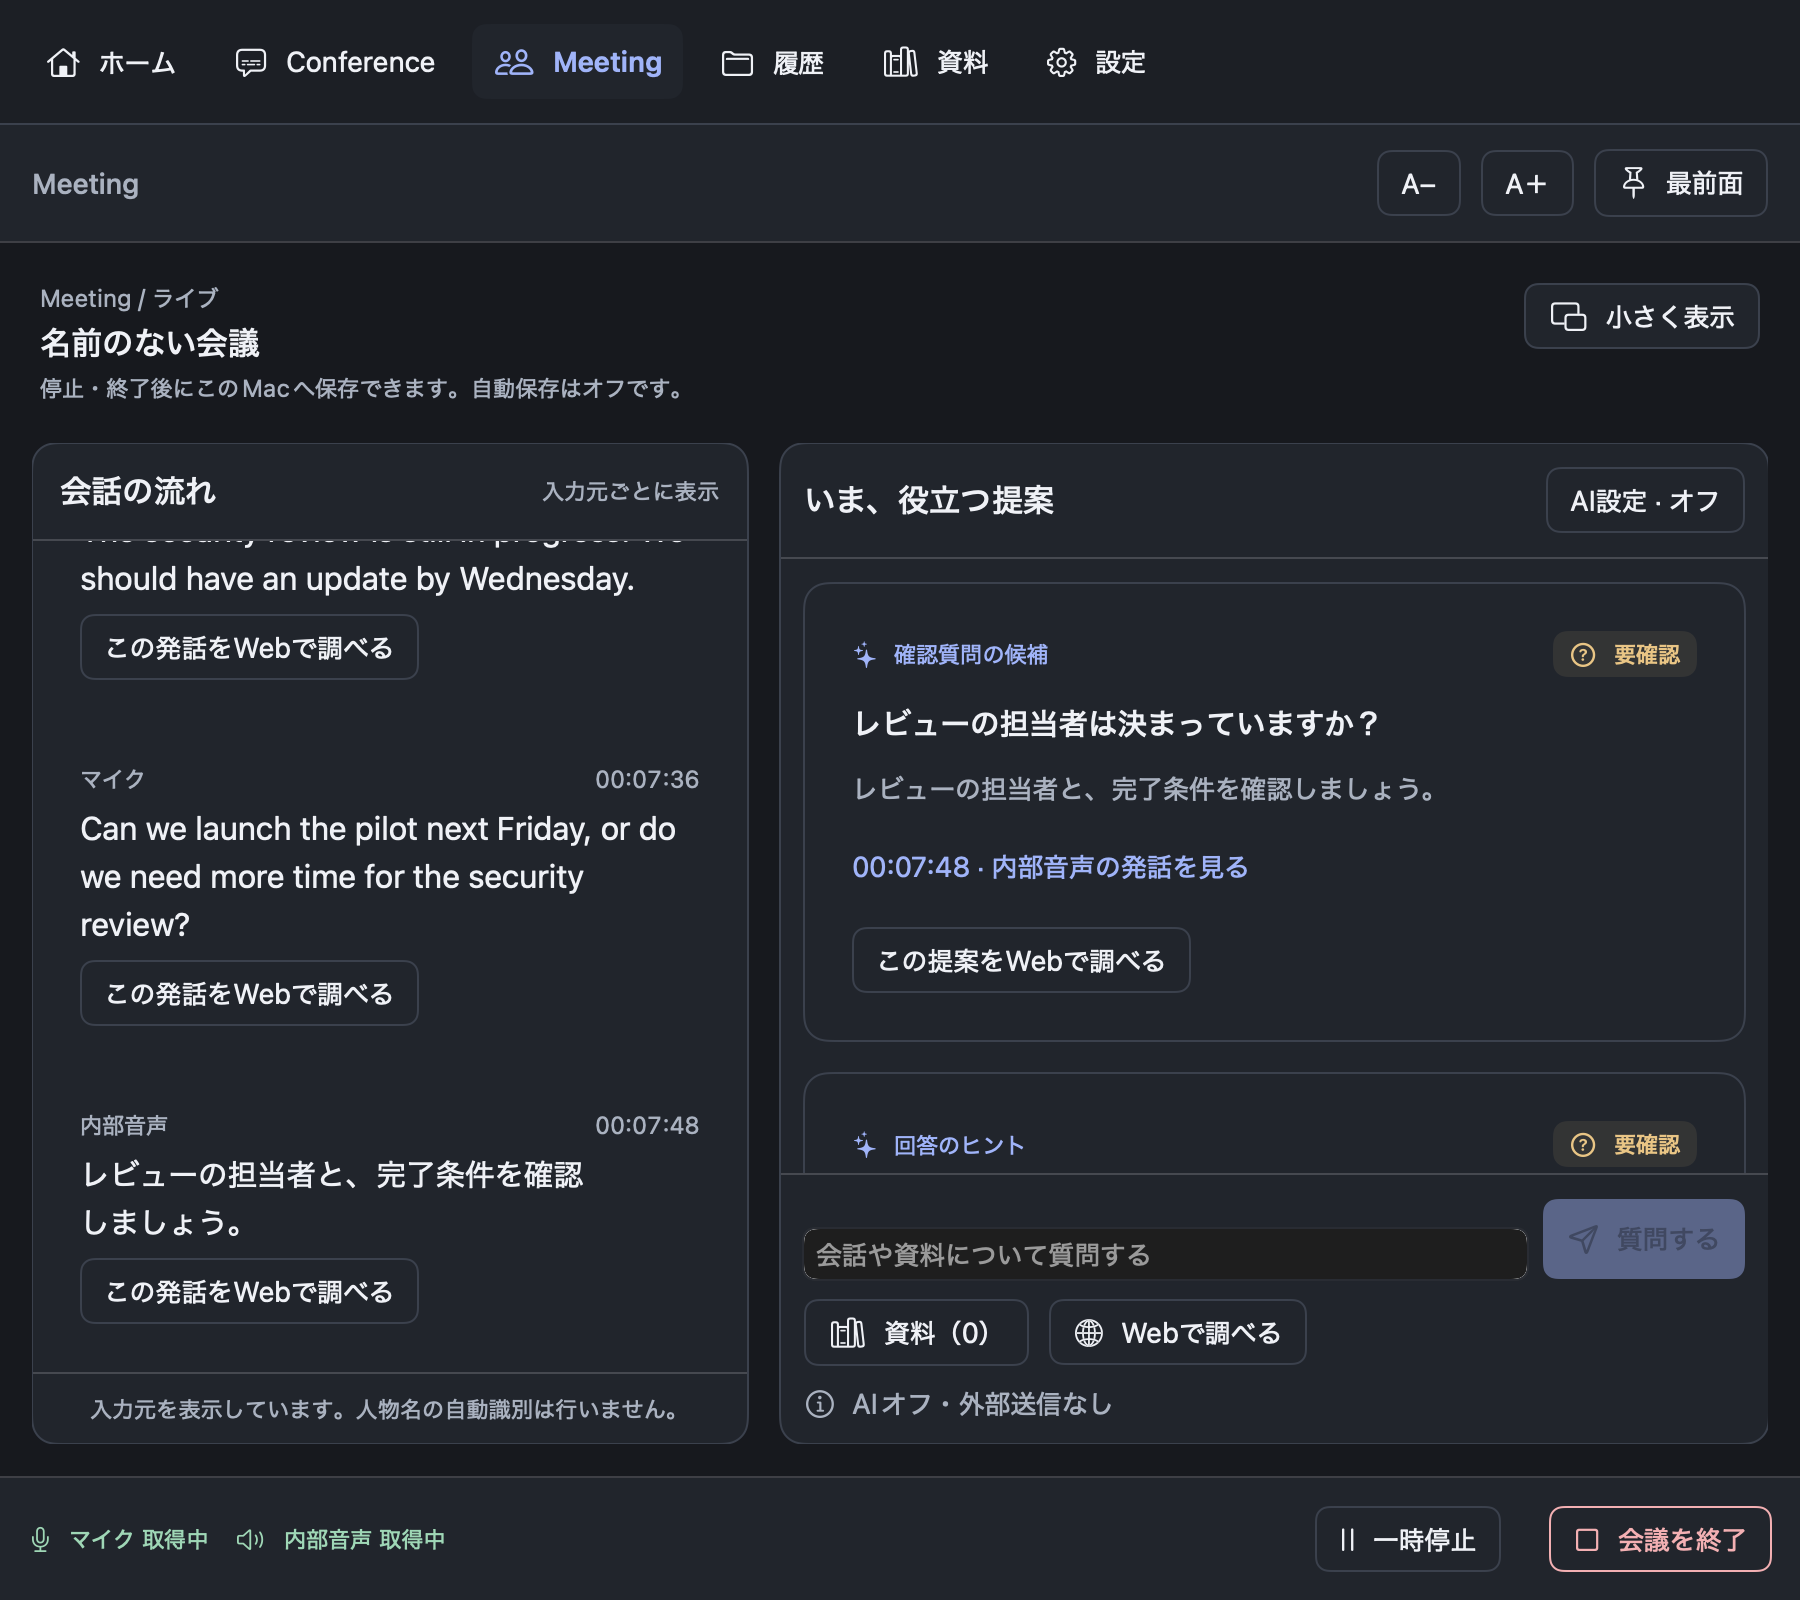 ホーム
Conference
Meeting
履歴
資料
設定
Meeting
A−
A+
最前面
Meeting / ライブ
名前のない会議
停止・終了後にこのMacへ保存できます。自動保存はオフです。
小さく表示
会話の流れ
入力元ごとに表示
should have an update by Wednesday.
この発話をWebで調べる
マイク
00:07:36
Can we launch the pilot next Friday, or do
we need more time for the security
review?
この発話をWebで調べる
内部音声
00:07:48
レビューの担当者と、完了条件を確認
しましょう。
この発話をWebで調べる
入力元を表示しています。人物名の自動識別は行いません。
いま、役立つ提案
AI設定 · オフ
確認質問の候補
要確認
レビューの担当者は決まっていますか？
レビューの担当者と、完了条件を確認しましょう。
00:07:48 · 内部音声の発話を見る
この提案をWebで調べる
回答のヒント
要確認
会話や資料について質問する
質問する
資料（0）
Webで調べる
AIオフ・外部送信なし
マイク 取得中
内部音声 取得中
一時停止
会議を終了